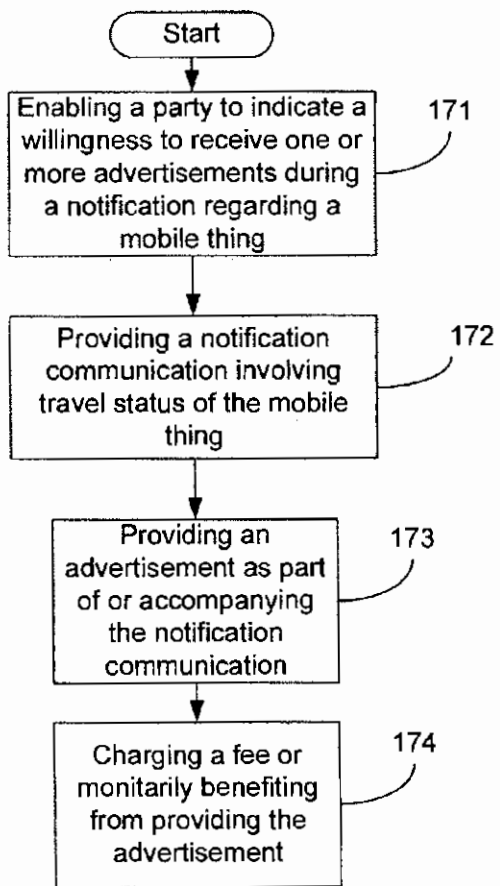 Start
Enabling a party to indicate a
willingness to receive one or
more advertisements during
a notification regarding a
mobile thing
171
Providing a notification
communication involving
travel status of the mobile
thing
172
Providing an
advertisement as part
of or accompanying
the notification
communication
173
Charging a fee or
monitarily benefiting
from providing the
advertisement
174